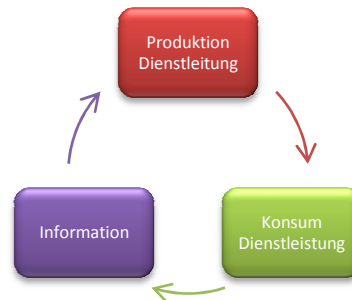 Produktion
Dienstleitung
Konsum
Dienstleistung
Information